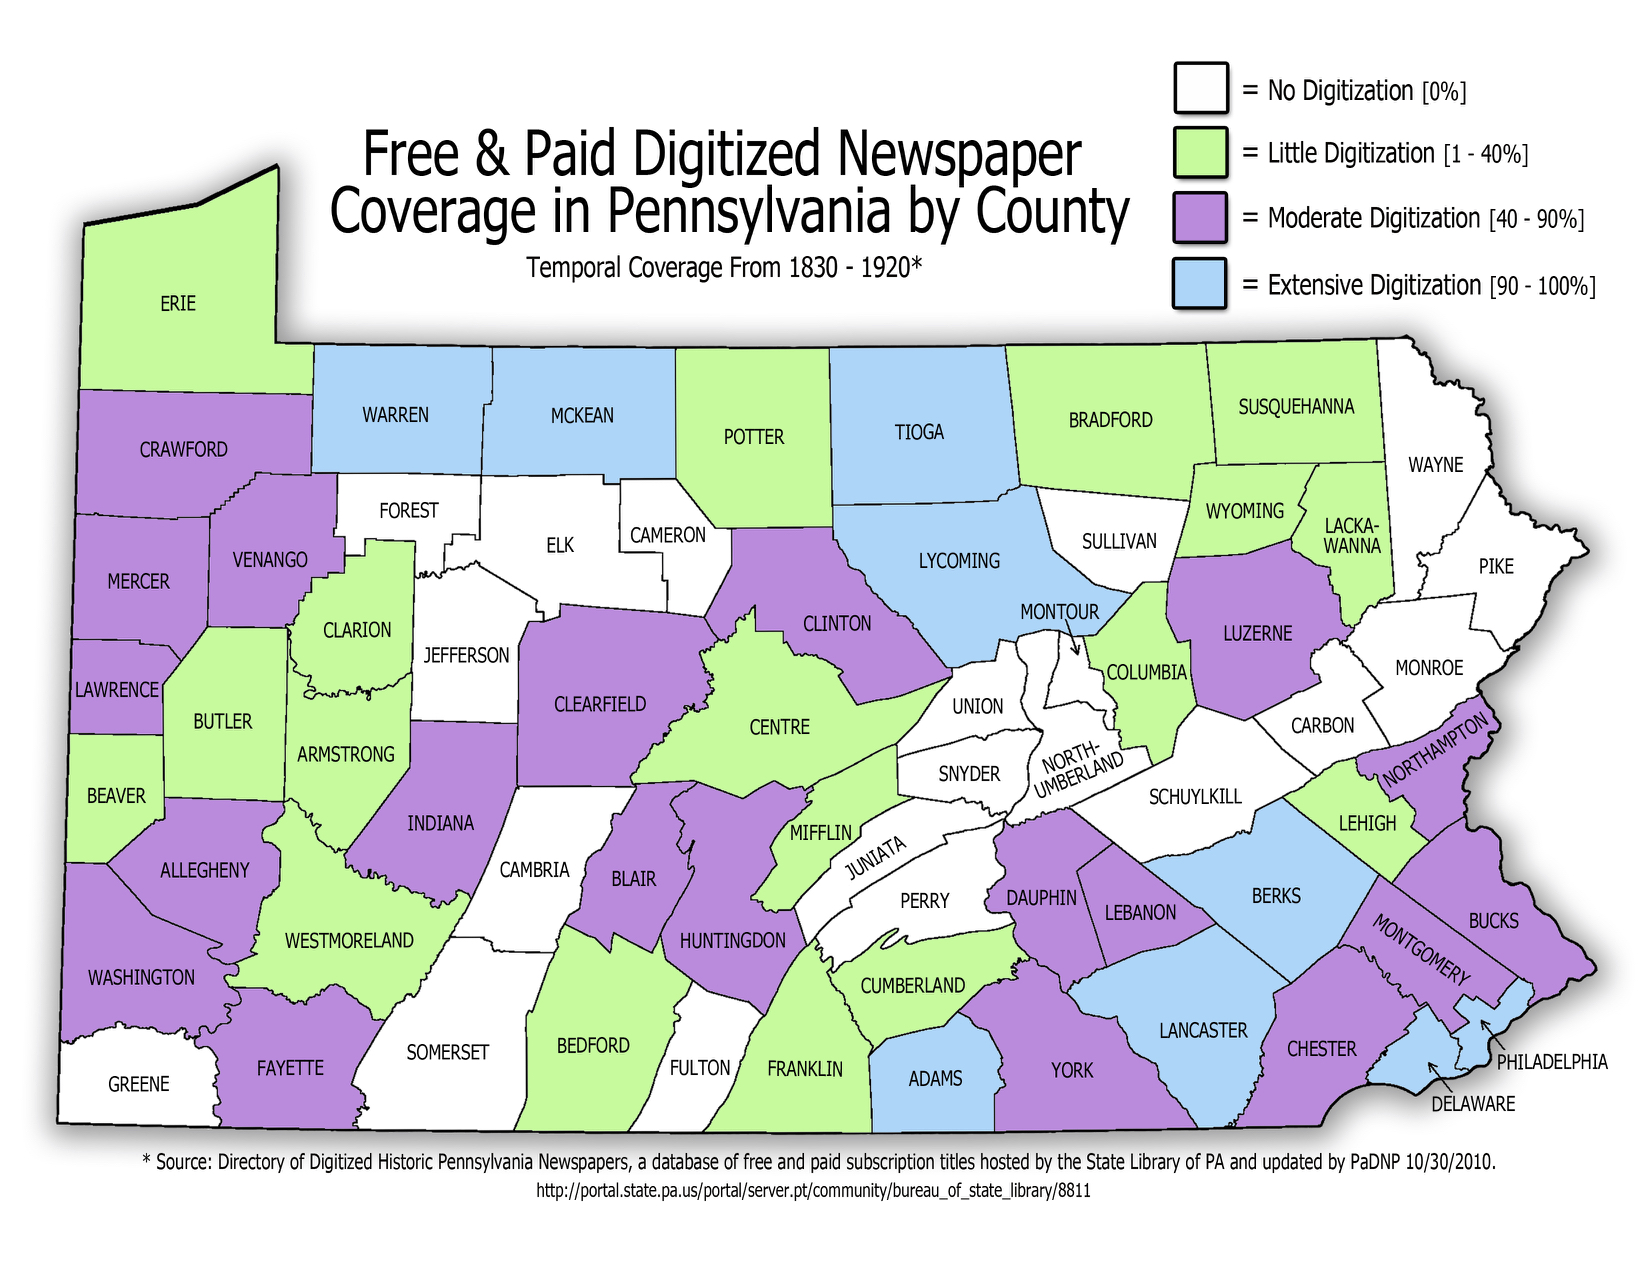 = No Digitization [0%]
= Little Digitization [1 - 40%]
= Moderate Digitization [40 - 90%]
= Extensive Digitization [90 - 100%]
Free & Paid Digitized Newspaper
Coverage in Pennsylvania by County
Temporal Coverage From 1830 - 1920*
ERIE
WARREN
MCKEAN
POTTER
TIOGA
BRADFORD
SUSQUEHANNA
CRAWFORD
WAYNE
FOREST
ELK
CAMERON
SULLIVAN
WYOMING
LACKA-
WANNA
VENANGO
MERCER
LYCOMING
PIKE
CLARION
CLINTON
MONTOUR
LUZERNE
JEFFERSON
MONROE
LAWRENCE
COLUMBIA
CLEARFIELD
UNION
BUTLER
CENTRE
CARBON
ARMSTRONG
NORTH-
UMBERLAND
NORTHAMPTON
SNYDER
BEAVER
SCHUYLKILL
INDIANA
MIFFLIN
LEHIGH
ALLEGHENY
CAMBRIA
BLAIR
JUNIATA
PERRY
DAUPHIN
LEBANON
BERKS
BUCKS
WESTMORELAND
HUNTINGDON
MONTGOMERY
WASHINGTON
CUMBERLAND
LANCASTER
SOMERSET
BEDFORD
CHESTER
GREENE
FAYETTE
FULTON
FRANKLIN
ADAMS
YORK
PHILADELPHIA
DELAWARE
* Source: Directory of Digitized Historic Pennsylvania Newspapers, a database of free and paid subscription titles hosted by the State Library of PA and updated by PaDNP 10/30/2010.
http://portal.state.pa.us/portal/server.pt/community/bureau_of_state_library/8811